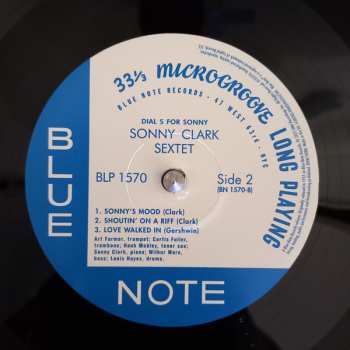 33⅓ MICROGROOVE LONG PLAYING
BLUE NOTE RECORDS · 47 WEST 63rd · NYC
DIAL S FOR SONNY
SONNY CLARK
SEXTET
BLP 1570
Side 2
(BN 1570-B)
1. SONNY'S MOOD (Clark)
2. SHOUTIN' ON A RIFF (Clark)
3. LOVE WALKED IN (Gershwin)
Art Farmer, trumpet; Curtis Fuller,
trombone; Hank Mobley, tenor sax;
Sonny Clark, piano; Wilbur Ware,
bass; Louis Hayes, drums.
BLUE
NOTE